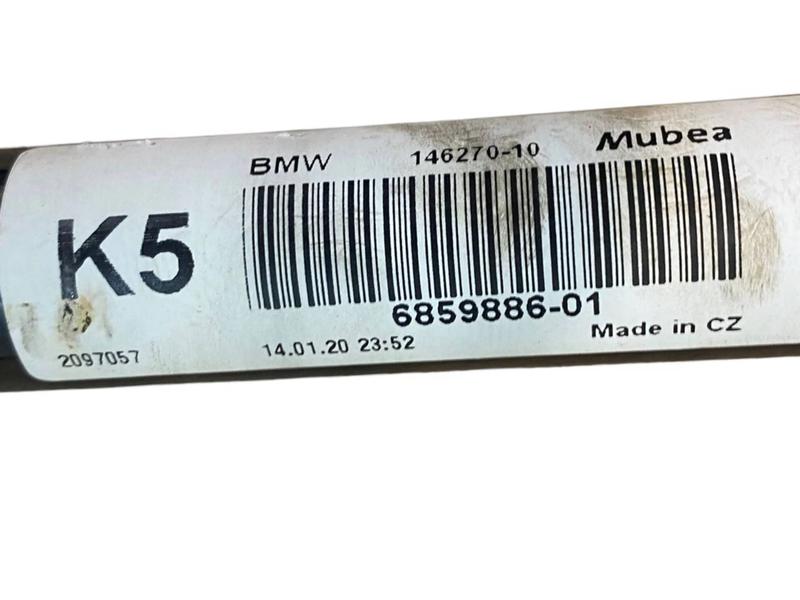 BMW 146270-10 Mubea
K5
6859886-01
Made in CZ
2097057 14.01.20 23:52